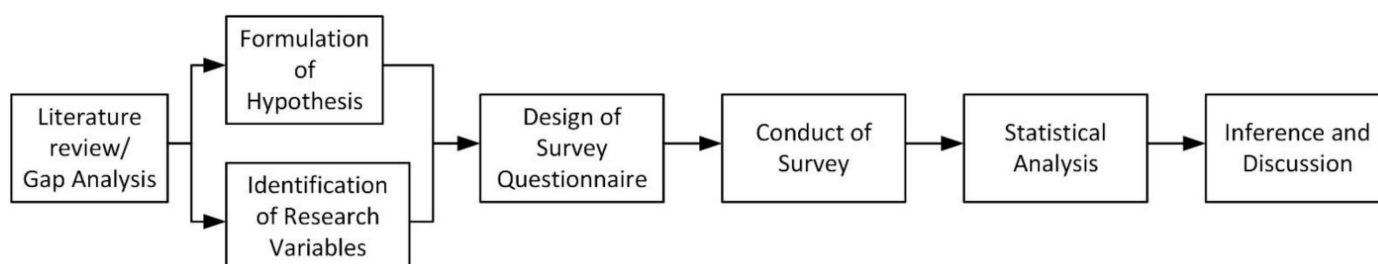 Literature
review/
Gap Analysis
Formulation
of
Hypothesis
Identification
of Research
Variables
Design of
Survey
Questionnaire
Conduct of
Survey
Statistical
Analysis
Inference and
Discussion